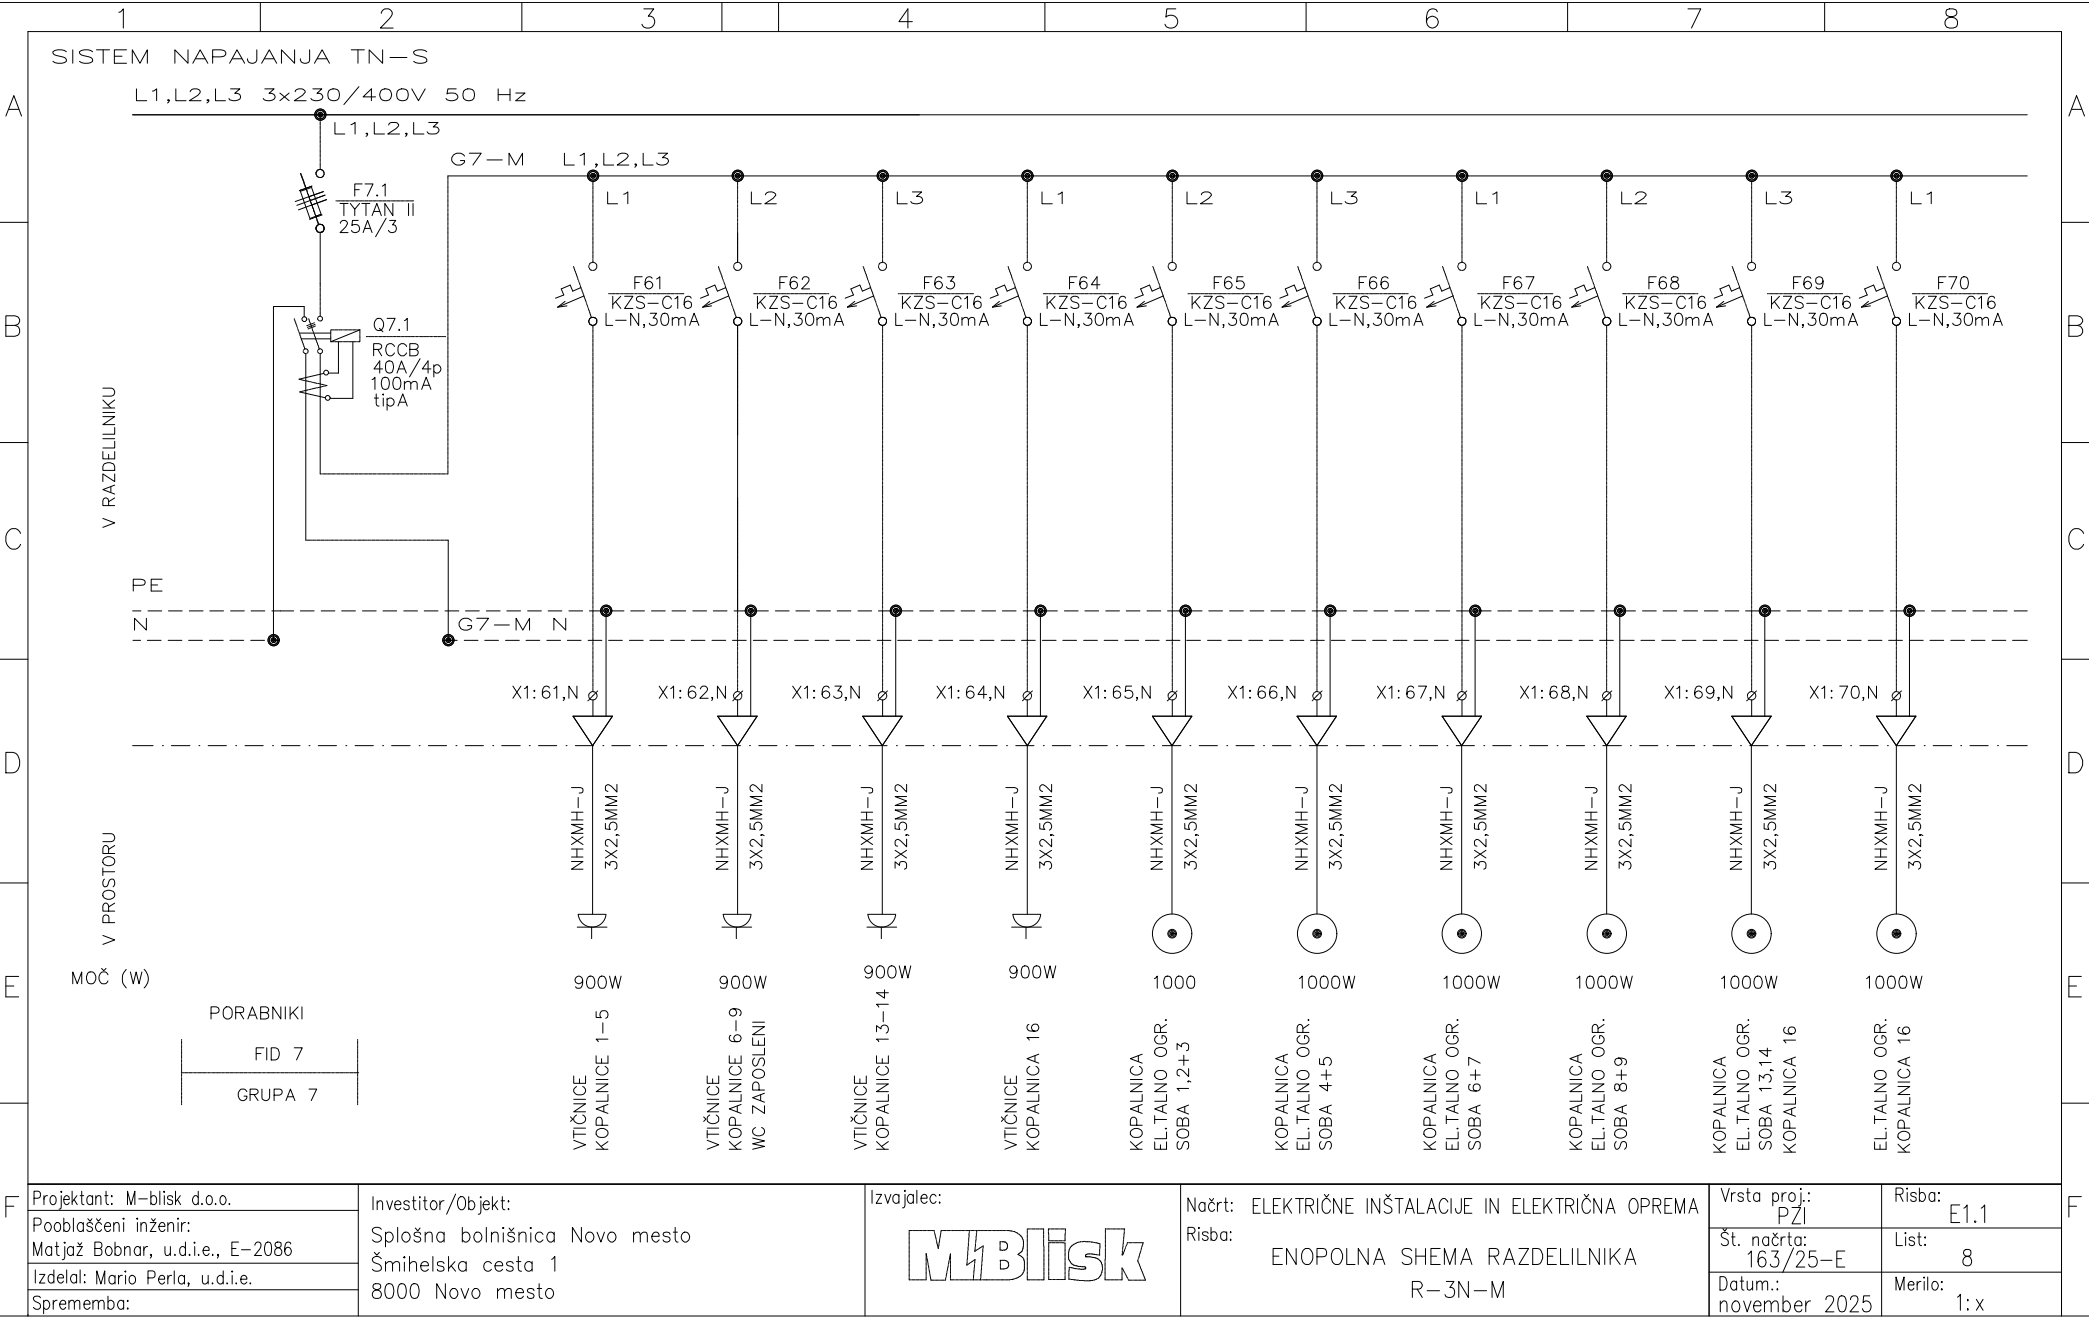 1 2 3 4 5 6 7 8
SISTEM NAPAJANJA TN-S
A A
L1,L2,L3 3x230/400V 50 Hz
L1,L2,L3
G7-M L1,L2,L3
L1 L2 L3 L1 L2 L3 L1 L2 L3 L1
F7.1
TYTAN II
25A/3
F61
KZS-C16
L-N,30mA
F62
KZS-C16
L-N,30mA
F63
KZS-C16
L-N,30mA
F64
KZS-C16
L-N,30mA
F65
KZS-C16
L-N,30mA
F66
KZS-C16
L-N,30mA
F67
KZS-C16
L-N,30mA
F68
KZS-C16
L-N,30mA
F69
KZS-C16
L-N,30mA
F70
KZS-C16
L-N,30mA
B B
Q7.1
RCCB
40A/4p
100mA
tipA
V RAZDELILNIKU
C C
PE
N
G7-M N
X1:61,N X1:62,N X1:63,N X1:64,N X1:65,N X1:66,N X1:67,N X1:68,N X1:69,N X1:70,N
D D
NHXMH-J
3X2,5MM2
NHXMH-J
3X2,5MM2
NHXMH-J
3X2,5MM2
NHXMH-J
3X2,5MM2
NHXMH-J
3X2,5MM2
NHXMH-J
3X2,5MM2
NHXMH-J
3X2,5MM2
NHXMH-J
3X2,5MM2
NHXMH-J
3X2,5MM2
NHXMH-J
3X2,5MM2
V PROSTORU
E E
MOČ (W)
900W 900W 900W 900W 1000 1000W 1000W 1000W 1000W 1000W
PORABNIKI
FID 7
GRUPA 7
VTIČNICE
KOPALNICE 1-5
VTIČNICE
KOPALNICE 6-9
WC ZAPOSLENI
VTIČNICE
KOPALNICE 13-14
VTIČNICE
KOPALNICA 16
KOPALNICA
EL.TALNO OGR.
SOBA 1,2+3
KOPALNICA
EL.TALNO OGR.
SOBA 4+5
KOPALNICA
EL.TALNO OGR.
SOBA 6+7
KOPALNICA
EL.TALNO OGR.
SOBA 8+9
KOPALNICA
EL.TALNO OGR.
SOBA 13,14
KOPALNICA 16
EL.TALNO OGR.
KOPALNICA 16
F F
Projektant: M-blisk d.o.o.
Pooblaščeni inženir:
Matjaž Bobnar, u.d.i.e., E-2086
Izdelal: Mario Perla, u.d.i.e.
Sprememba:
Investitor/Objekt:
Splošna bolnišnica Novo mesto
Šmihelska cesta 1
8000 Novo mesto
Izvajalec:
M Blisk
Načrt: ELEKTRIČNE INŠTALACIJE IN ELEKTRIČNA OPREMA
Risba:
ENOPOLNA SHEMA RAZDELILNIKA
R-3N-M
Vrsta proj.:
PZI
Št. načrta:
163/25-E
Datum.:
november 2025
Risba:
E1.1
List:
8
Merilo:
1:x